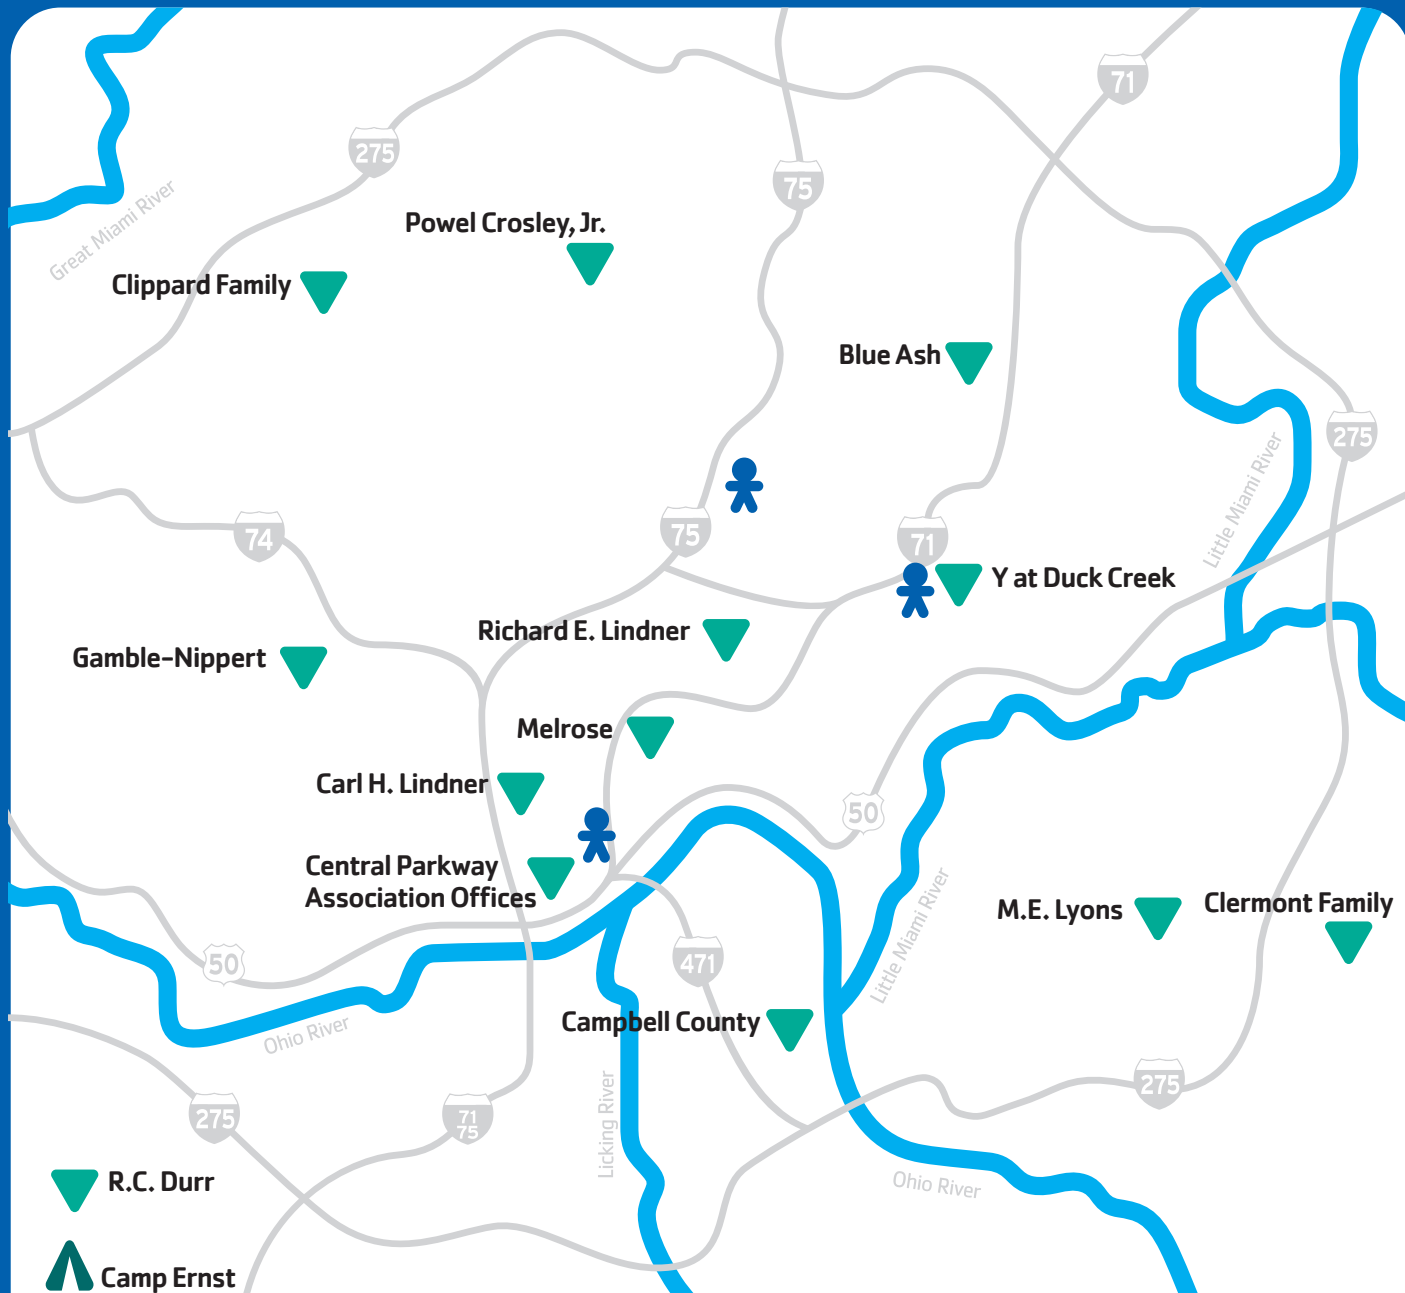 71
275
75
Great Miami River
Powel Crosley, Jr.
Clippard Family
Blue Ash
275
Little Miami River
74
75
71
Y at Duck Creek
Richard E. Lindner
Gamble-Nippert
Melrose
Carl H. Lindner
50
Central Parkway
Association Offices
Little Miami River
M.E. Lyons
Clermont Family
50
471
Campbell County
Ohio River
275
275
71
75
Licking River
R.C. Durr
Ohio River
Camp Ernst